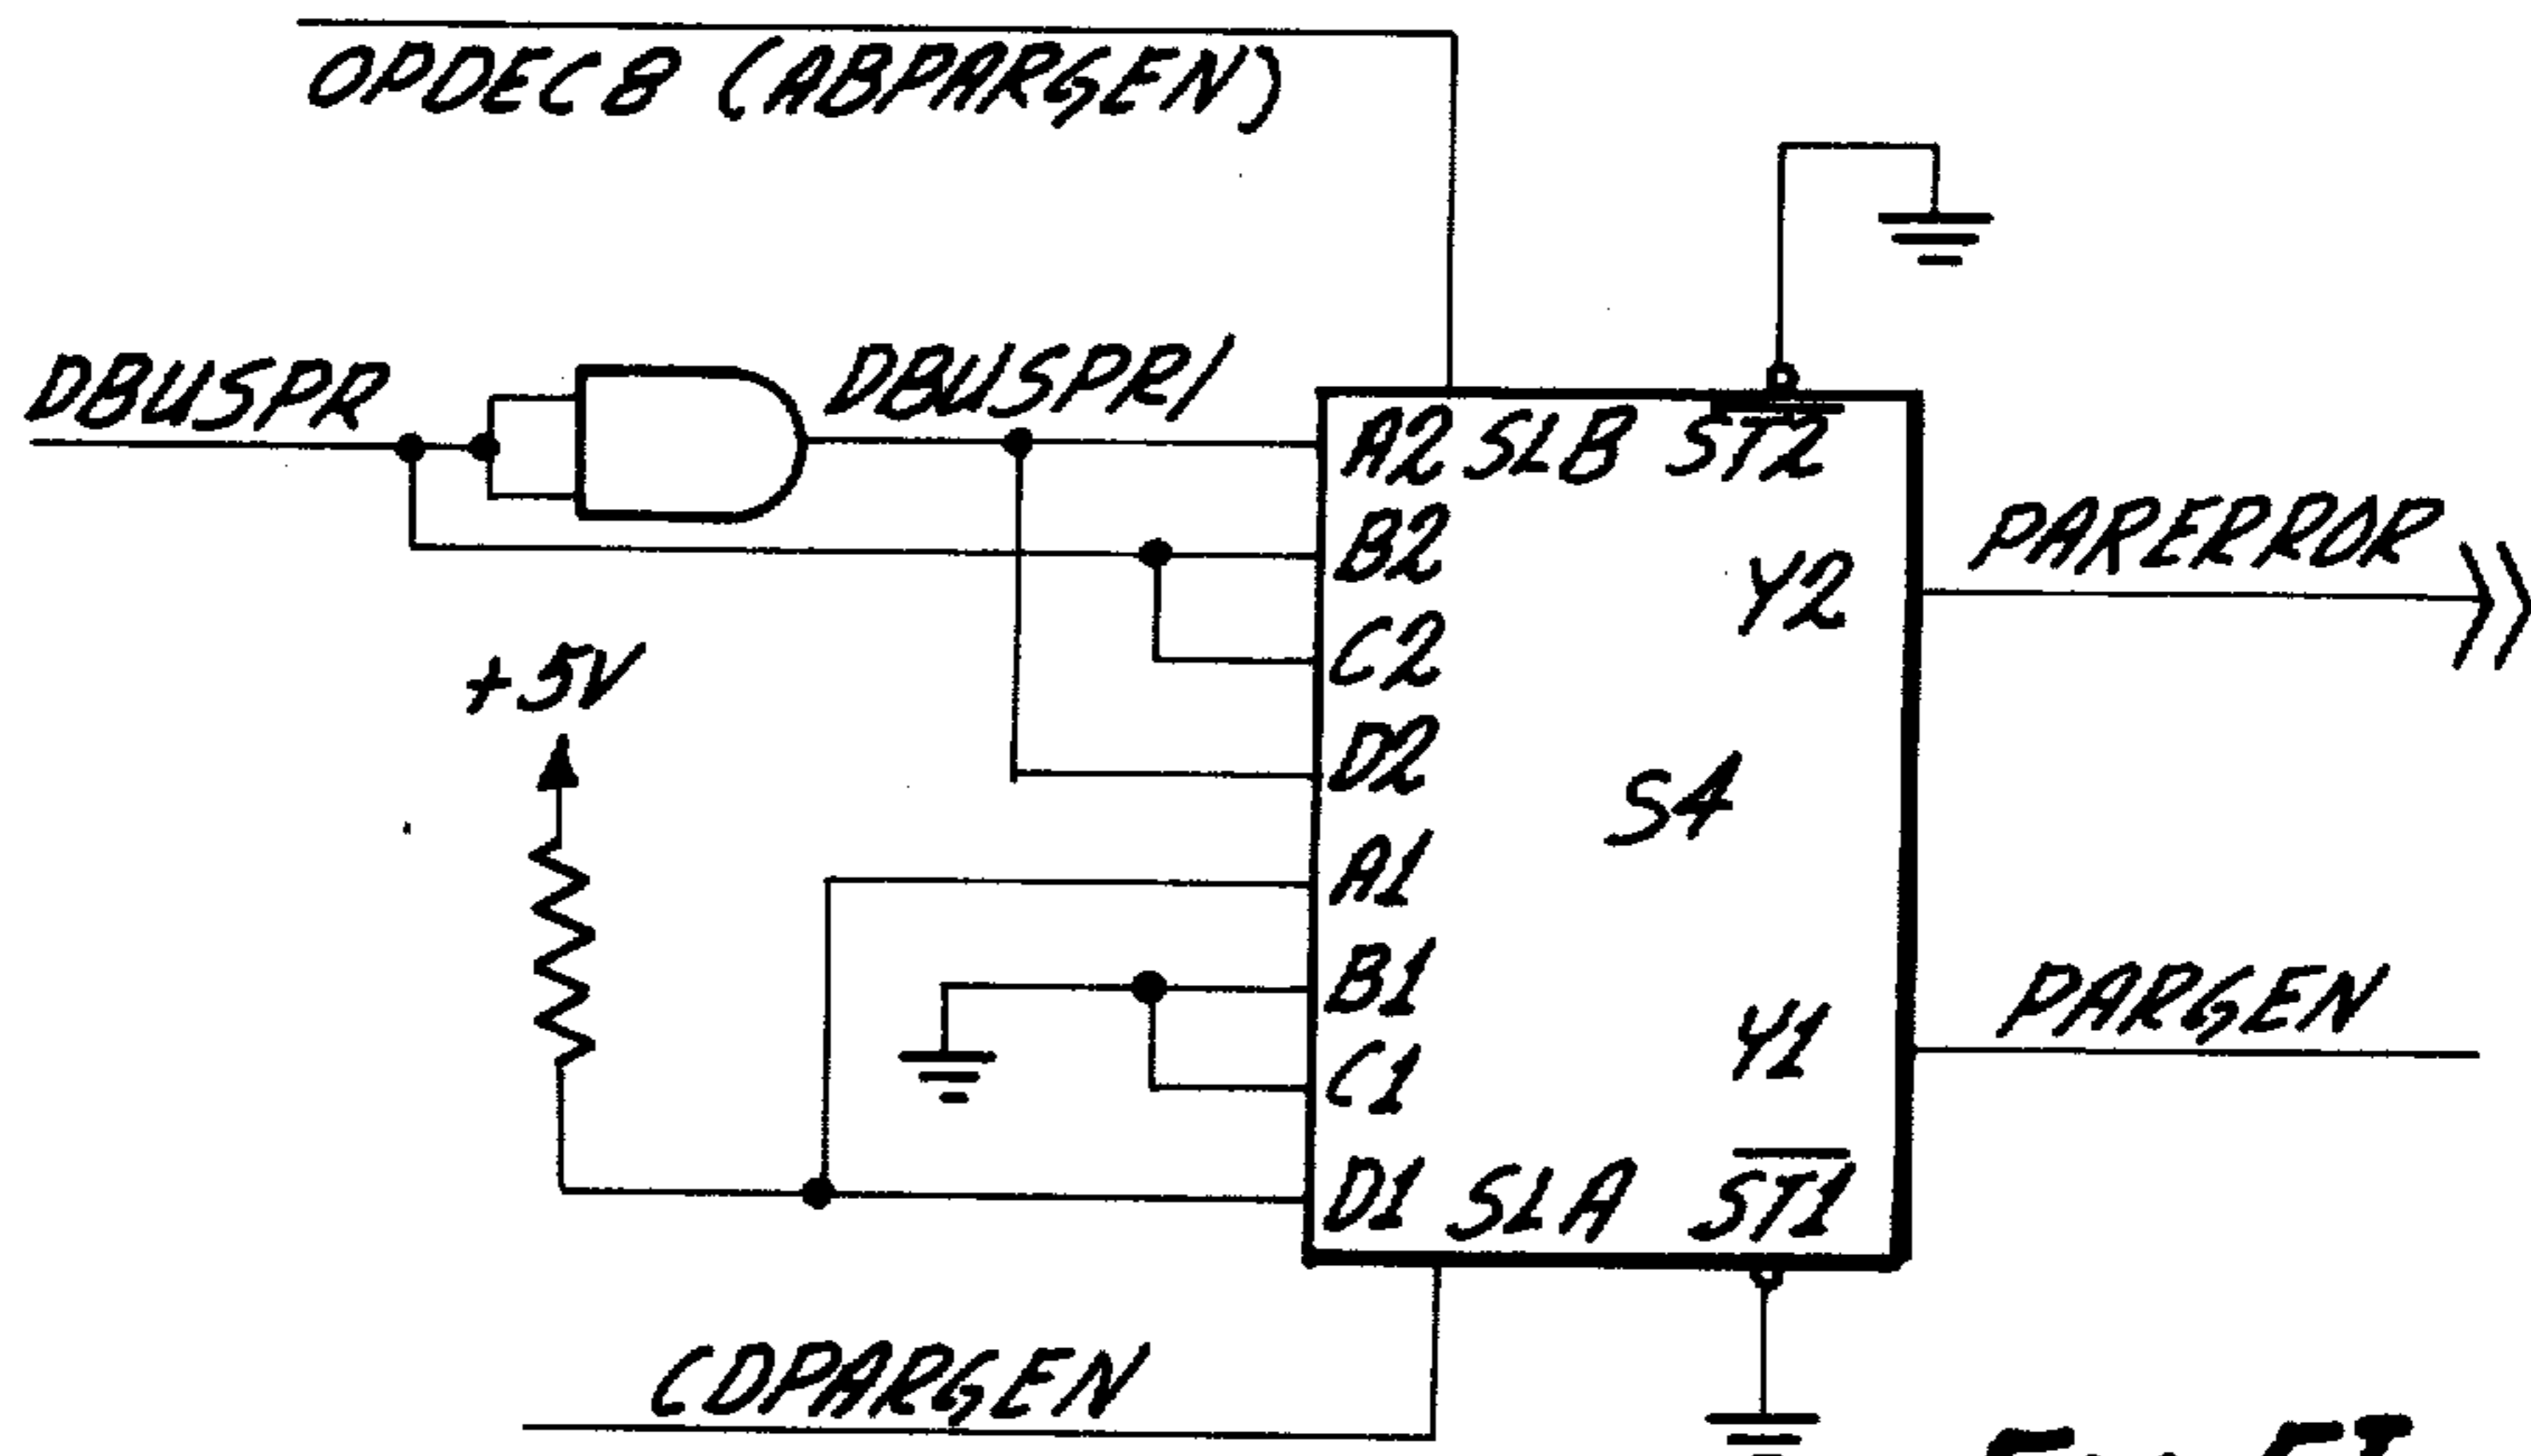 OPDEC8 (ABPARGEN)
DBUSPR
DBUSPR/
A2 SLB ST2
B2
PARERROR
Y2
C2
+5V
D2
S4
A1
B1
PARGEN
Y1
C1
D1 SLA ST1
CDPARGEN